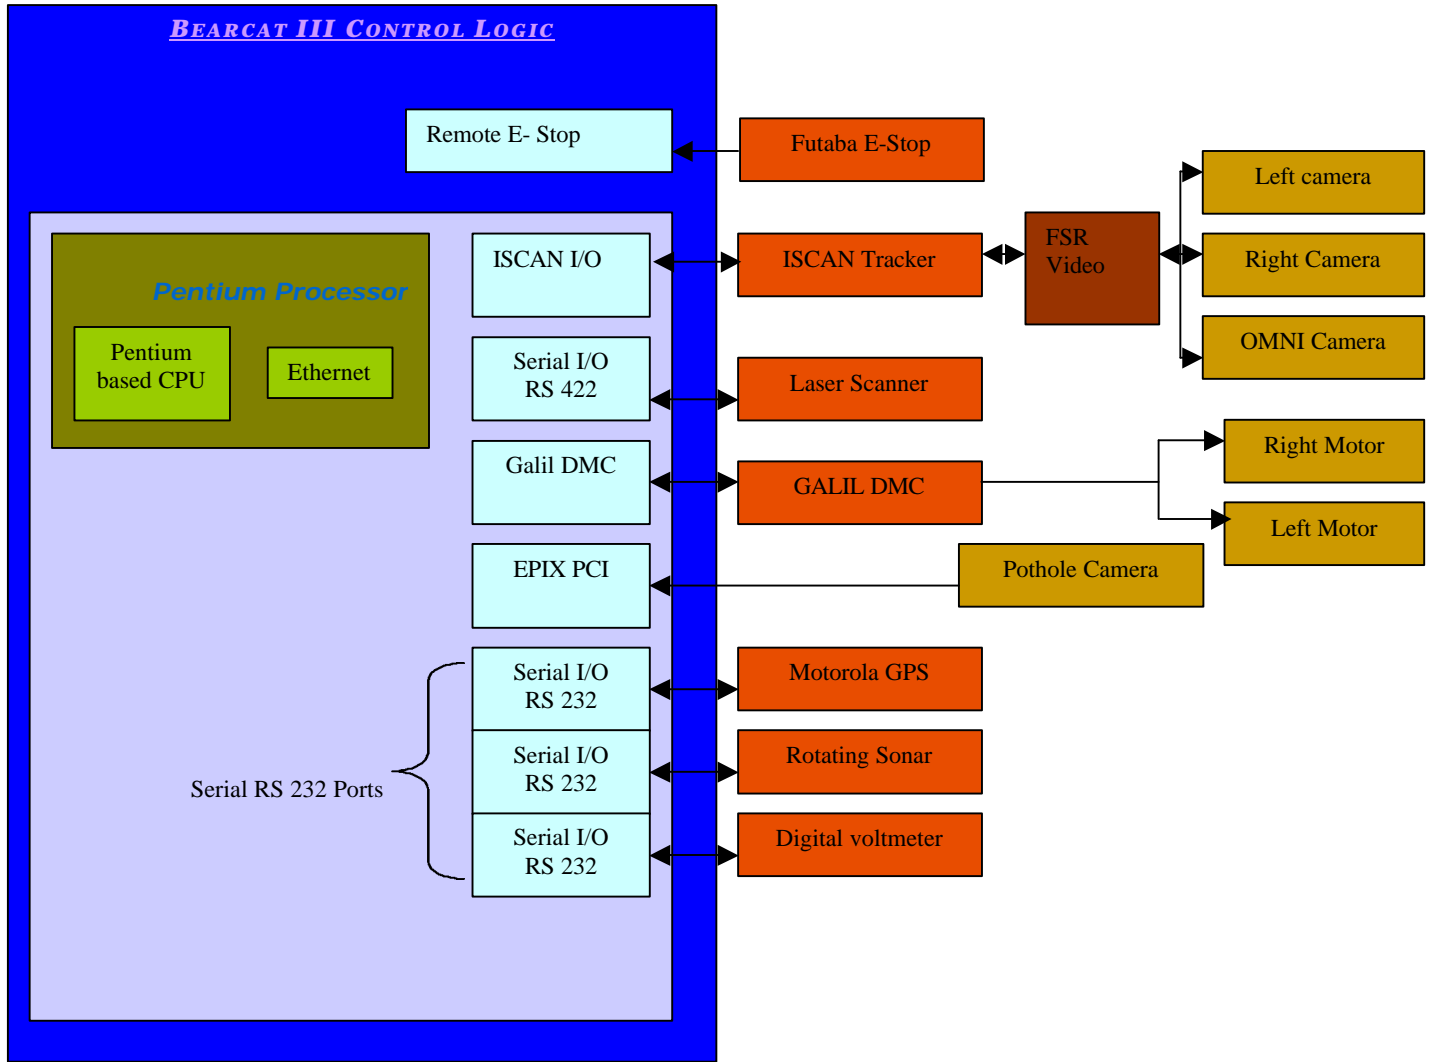 BEARCAT III CONTROL LOGIC
Remote E- Stop
Futaba E-Stop
Left camera
ISCAN I/O
ISCAN Tracker
FSR
Video
Right Camera
Pentium Processor
OMNI Camera
Pentium
based CPU
Ethernet
Serial I/O
RS 422
Laser Scanner
Right Motor
Galil DMC
GALIL DMC
Left Motor
EPIX PCI
Pothole Camera
Serial I/O
RS 232
Motorola GPS
Serial I/O
RS 232
Rotating Sonar
Serial RS 232 Ports
Serial I/O
RS 232
Digital voltmeter